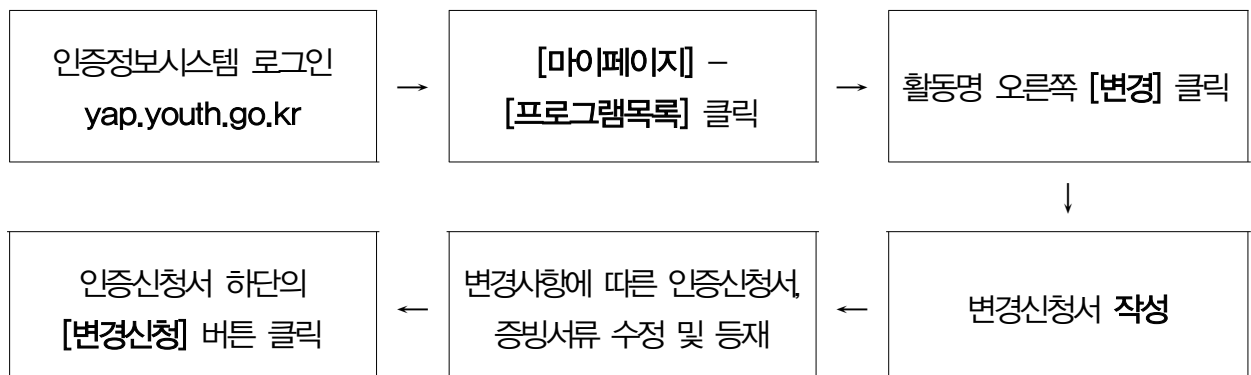 인증정보시스템 로그인
yap.youth.go.kr
→
[마이페이지] –
[프로그램목록] 클릭
→
활동명 오른쪽 [변경] 클릭
↓
변경신청서 작성
←
변경사항에 따른 인증신청서,
증빙서류 수정 및 등재
←
인증신청서 하단의
[변경신청] 버튼 클릭